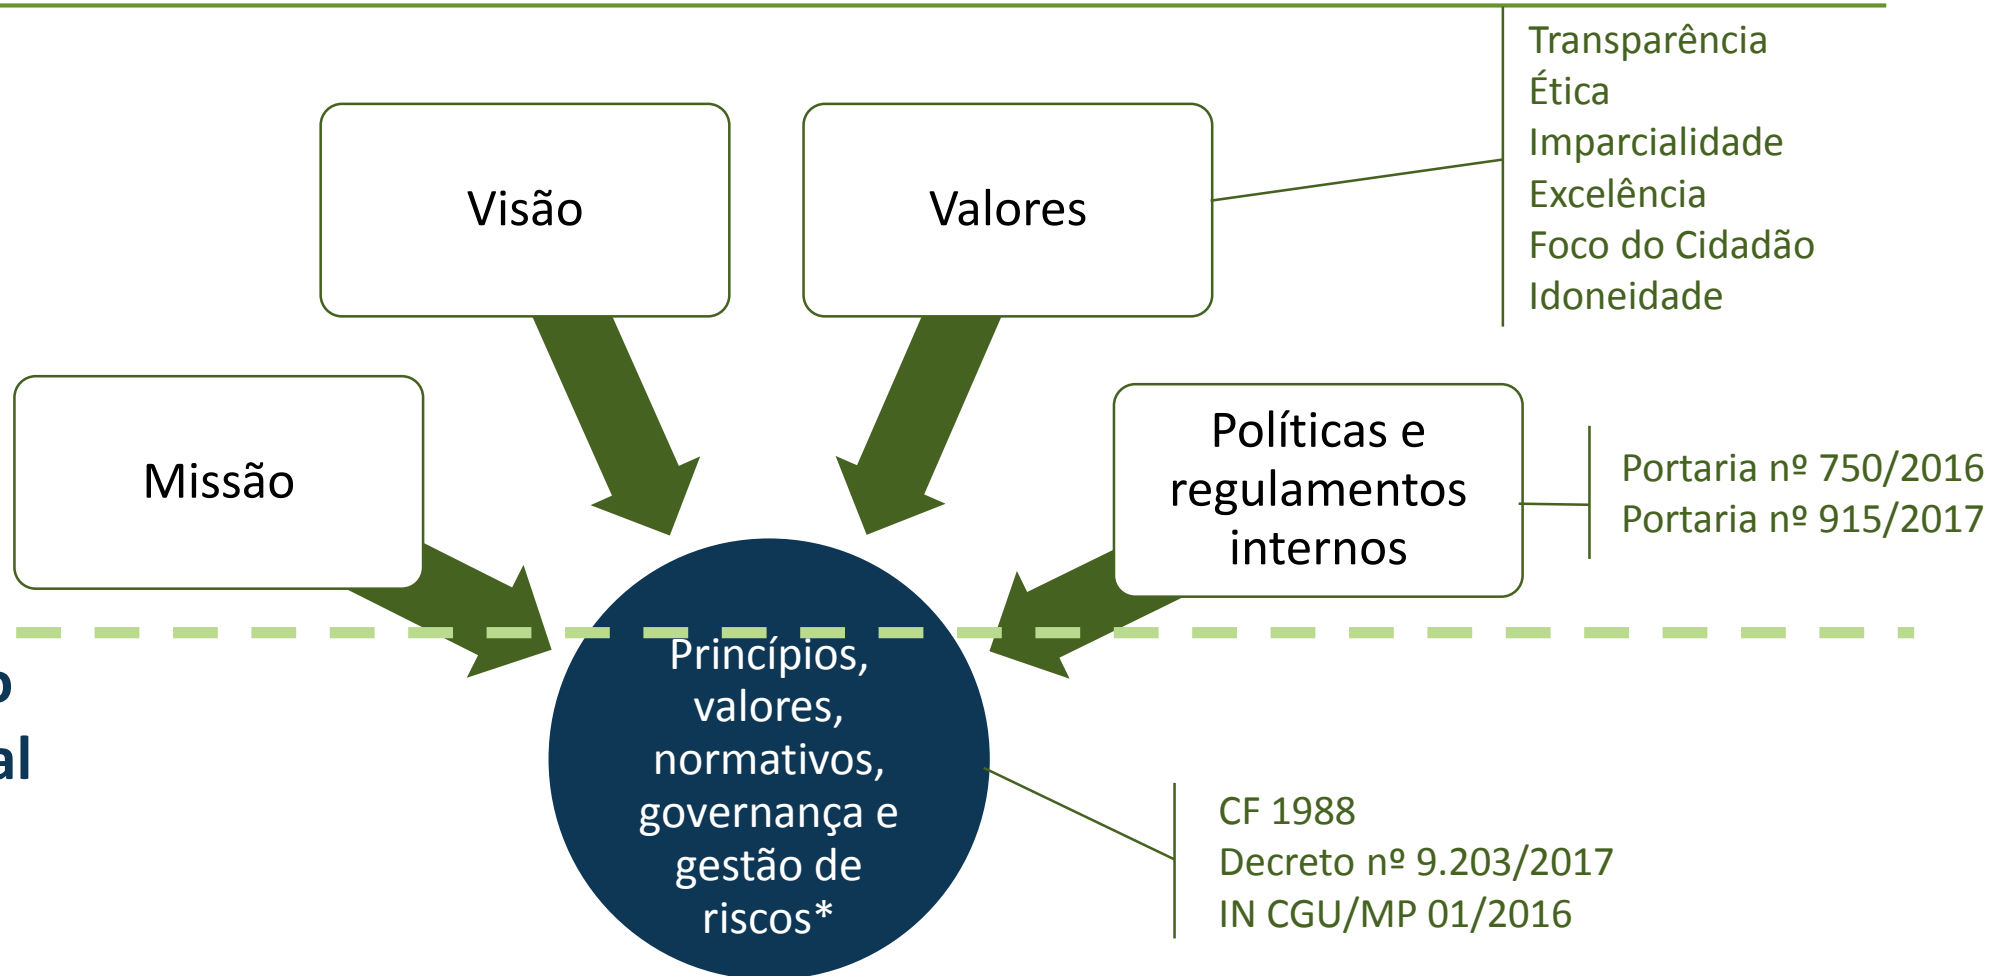 Transparência
Ética
Imparcialidade
Excelência
Foco do Cidadão
Idoneidade
Visão
Valores
Missão
Políticas e
regulamentos
internos
Portaria nº 750/2016
Portaria nº 915/2017
Princípios,
valores,
normativos,
governança e
gestão de
riscos*
CF 1988
Decreto nº 9.203/2017
IN CGU/MP 01/2016